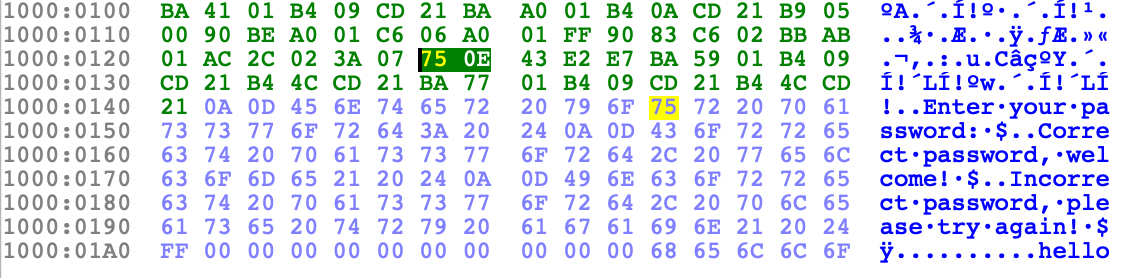 1000:0100 BA 41 01 B4 09 CD 21 BA A0 01 B4 0A CD 21 B9 05 ºA.´.Í!º·.´.Í!¹.
1000:0110 00 90 BE A0 01 C6 06 A0 01 FF 90 83 C6 02 BB AB ..¾·.Æ.·.ÿ.ƒÆ.»«
1000:0120 01 AC 2C 02 3A 07 75 0E 43 E2 E7 BA 59 01 B4 09 .¬,.:.u.CâçºY.´.
1000:0130 CD 21 B4 4C CD 21 BA 77 01 B4 09 CD 21 B4 4C CD Í!´LÍ!ºw.´.Í!´LÍ
1000:0140 21 0A 0D 45 6E 74 65 72 20 79 6F 75 72 20 70 61 !..Enter·your·pa
1000:0150 73 73 77 6F 72 64 3A 20 24 0A 0D 43 6F 72 72 65 ssword:·$..Corre
1000:0160 63 74 20 70 61 73 73 77 6F 72 64 2C 20 77 65 6C ct·password,·wel
1000:0170 63 6F 6D 65 21 20 24 0A 0D 49 6E 63 6F 72 72 65 come!·$..Incorre
1000:0180 63 74 20 70 61 73 73 77 6F 72 64 2C 20 70 6C 65 ct·password,·ple
1000:0190 61 73 65 20 74 72 79 20 61 67 61 69 6E 21 20 24 ase·try·again!·$
1000:01A0 FF 00 00 00 00 00 00 00 00 00 00 68 65 6C 6C 6F ÿ..........hello